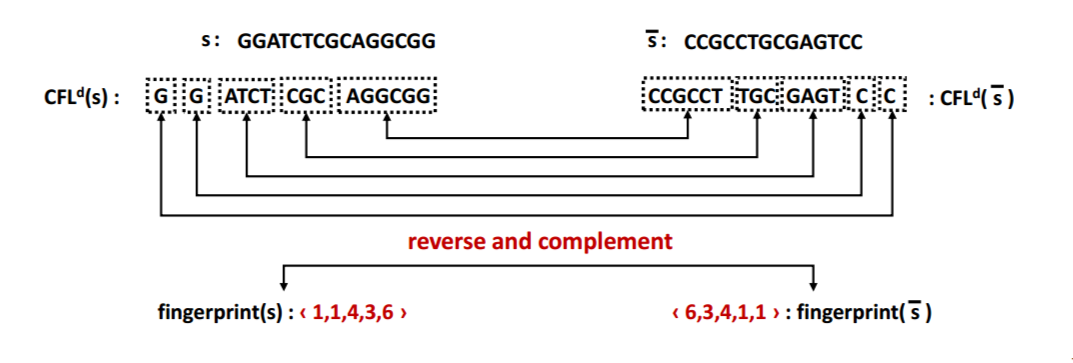 s: GGATCTCGCAGGCGG s̅: CCGCCTGCGAGTCC
CFLᵈ(s) : G G ATCT CGC AGGCGG CCGCCT TGC GAGT C C : CFLᵈ( s̅ )
reverse and complement
fingerprint(s) : ‹ 1,1,4,3,6 › ‹ 6,3,4,1,1 › : fingerprint( s̅ )